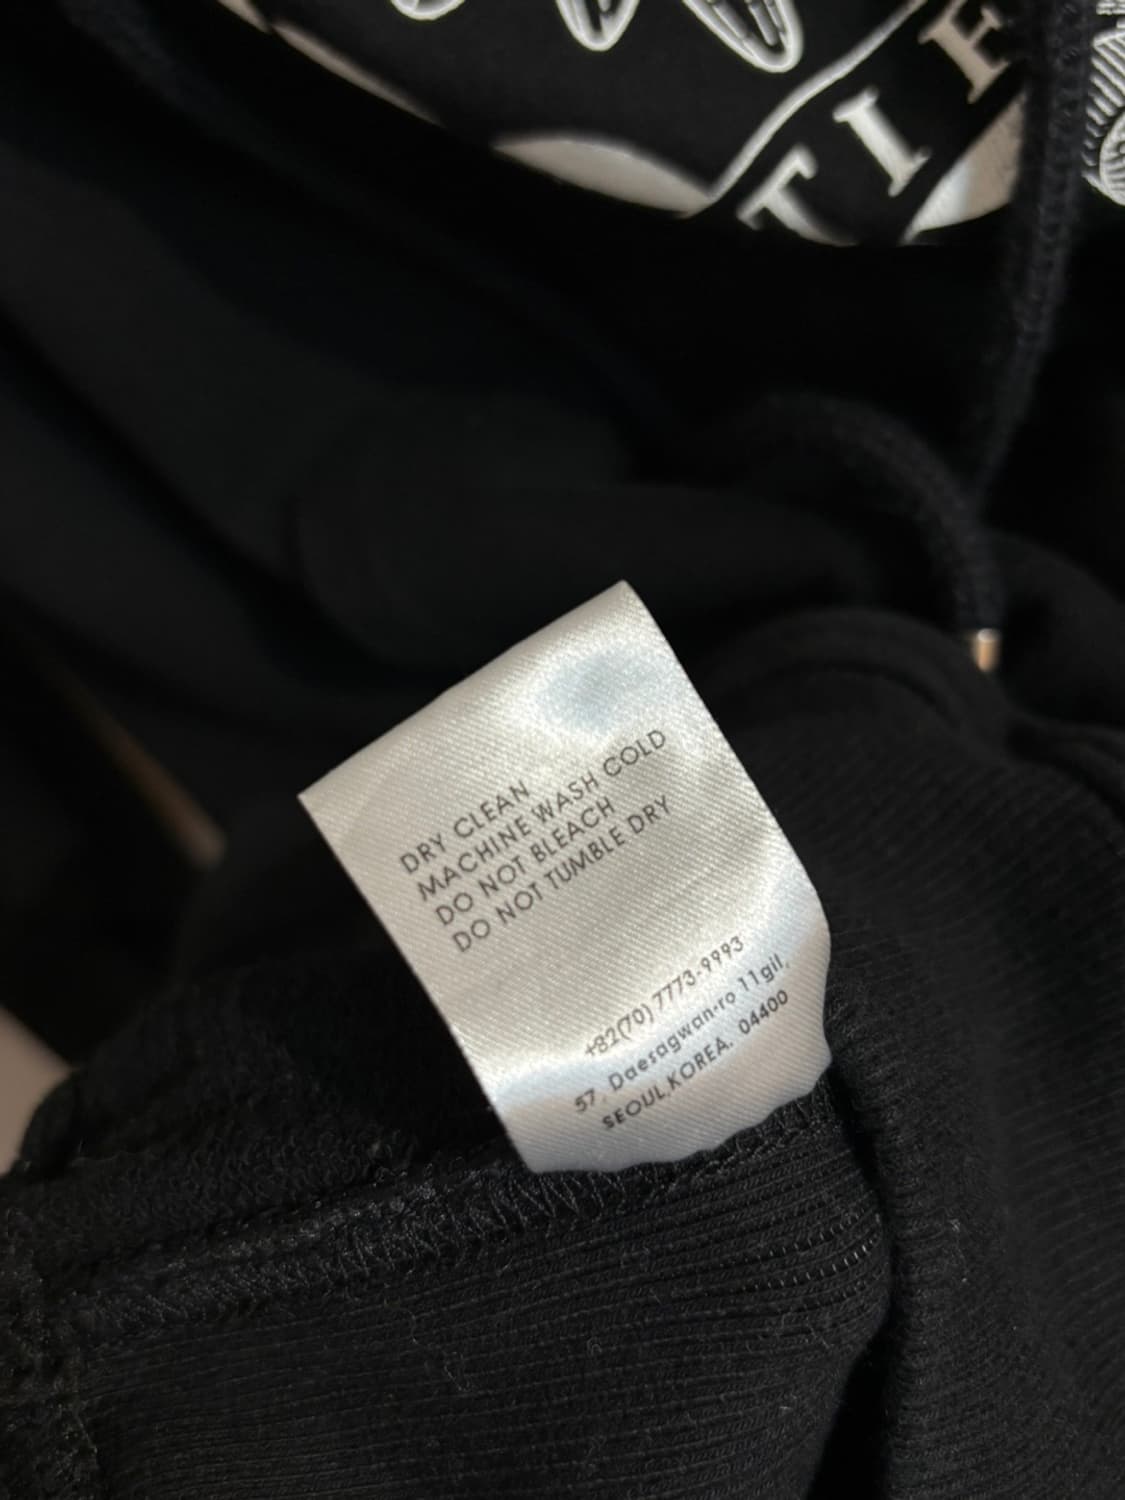 TIF
DRY CLEAN
MACHINE WASH COLD
DO NOT BLEACH
DO NOT TUMBLE DRY
+82(70) 7773-9993
57, Daesagwan-ro 11gil,
SEOUL,KOREA. 04400